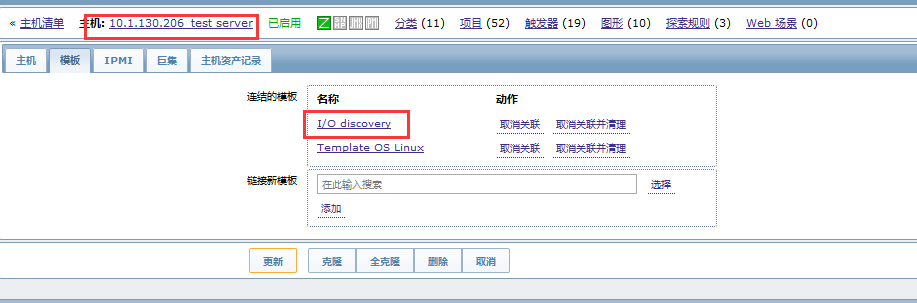 « 主机清单 主机: 10.1.130.206 test server 已启用 Z SNMP JMX IPMI 分类 (11) 项目 (52) 触发器 (19) 图形 (10) 探索规则 (3) Web 场景 (0)
主机 模板 IPMI 巨集 主机资产记录
连结的模板 名称 动作
I/O discovery 取消关联 取消关联并清理
Template OS Linux 取消关联 取消关联并清理
链接新模板 在此输入搜索 选择
添加
更新 克隆 全克隆 删除 取消